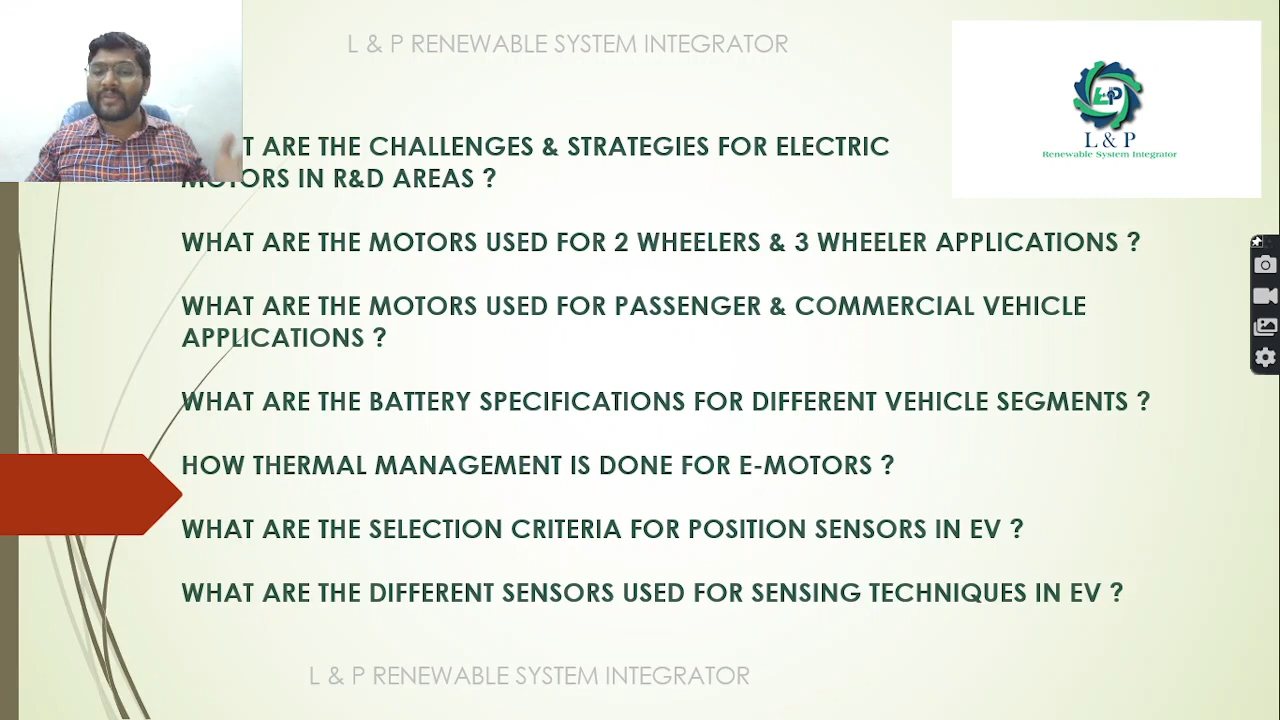 L & P RENEWABLE SYSTEM INTEGRATOR
L & P
Renewable System Integrator
T ARE THE CHALLENGES & STRATEGIES FOR ELECTRIC
MOTORS IN R&D AREAS ?
WHAT ARE THE MOTORS USED FOR 2 WHEELERS & 3 WHEELER APPLICATIONS ?
WHAT ARE THE MOTORS USED FOR PASSENGER & COMMERCIAL VEHICLE
APPLICATIONS ?
WHAT ARE THE BATTERY SPECIFICATIONS FOR DIFFERENT VEHICLE SEGMENTS ?
HOW THERMAL MANAGEMENT IS DONE FOR E-MOTORS ?
WHAT ARE THE SELECTION CRITERIA FOR POSITION SENSORS IN EV ?
WHAT ARE THE DIFFERENT SENSORS USED FOR SENSING TECHNIQUES IN EV ?
L & P RENEWABLE SYSTEM INTEGRATOR